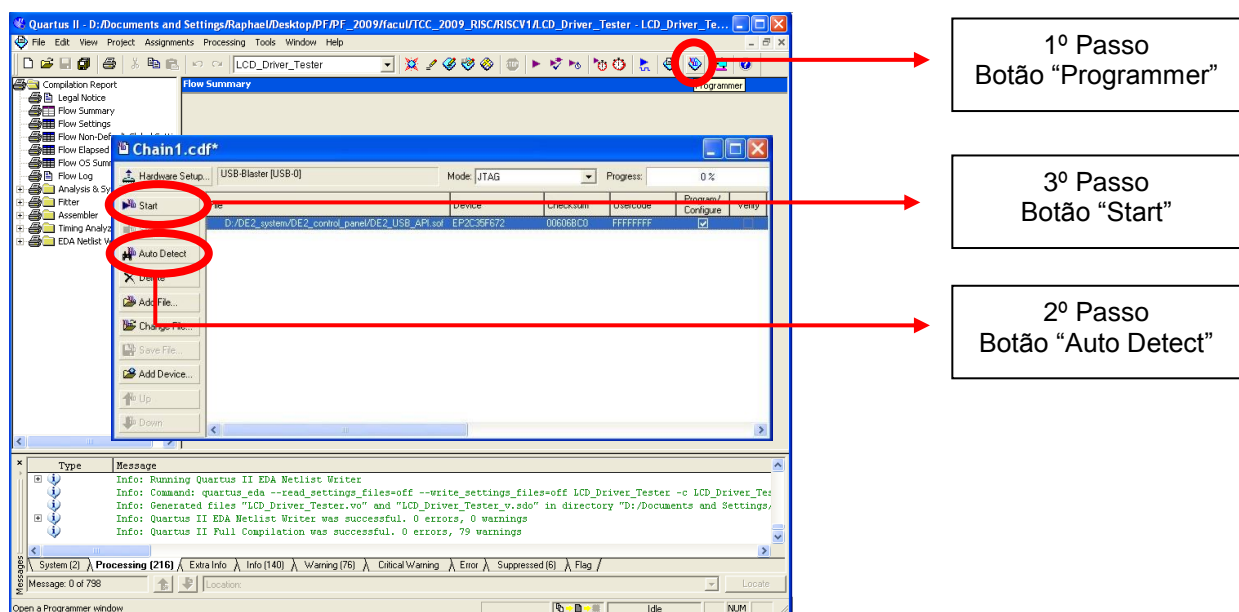 Quartus II - D:/Documents and Settings/Raphael/Desktop/PF/PF_2009/facul/TCC_2009_RISC/RISCV1/LCD_Driver_Tester - LCD_Driver_Te...
File Edit View Project Assignments Processing Tools Window Help
LCD_Driver_Tester
Programmer
Compilation Report
Legal Notice
Flow Summary
Flow Settings
Flow Non-Def
Flow Elapsed
Flow OS Sum
Flow Log
Analysis & Sy
Fitter
Assembler
Timing Analyz
EDA Netlist W
Flow Summary
Chain1.cdf*
Hardware Setup... USB-Blaster [USB-0] Mode: JTAG Progress: 0 %
Start
Auto Detect
Delete
Add File...
Change File...
Save File...
Add Device...
Up
Down
File Device Checksum Usercode Program/ Configure Verify
D:/DE2_system/DE2_control_panel/DE2_USB_API.sof EP2C35F672 00606BC0 FFFFFFFF
Type Message
Info: Running Quartus II EDA Netlist Writer
Info: Command: quartus_eda --read_settings_files=off --write_settings_files=off LCD_Driver_Tester -c LCD_Driver_Tes
Info: Generated files "LCD_Driver_Tester.vo" and "LCD_Driver_Tester_v.sdo" in directory "D:/Documents and Settings/
Info: Quartus II EDA Netlist Writer was successful. 0 errors, 0 warnings
Info: Quartus II Full Compilation was successful. 0 errors, 79 warnings
System (2) Processing (216) Extra Info Info (140) Warning (76) Critical Warning Error Suppressed (6) Flag
Messages
Message: 0 of 798 Location: Locate
Open a Programmer window Idle NUM
1º Passo
Botão “Programmer”
3º Passo
Botão “Start”
2º Passo
Botão “Auto Detect”